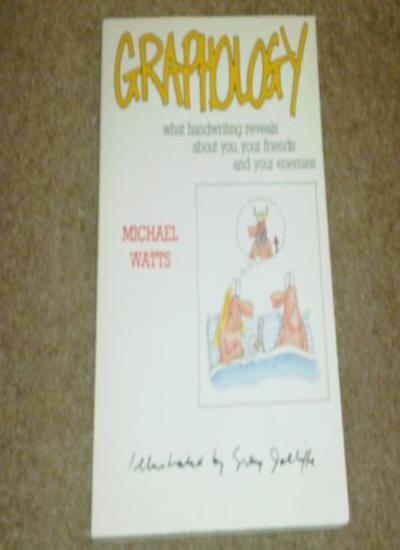 GRAPHOLOGY
what handwriting reveals
about you, your friends
and your enemies
MICHAEL
WATTS
Illustrated by Gray Jolliffe